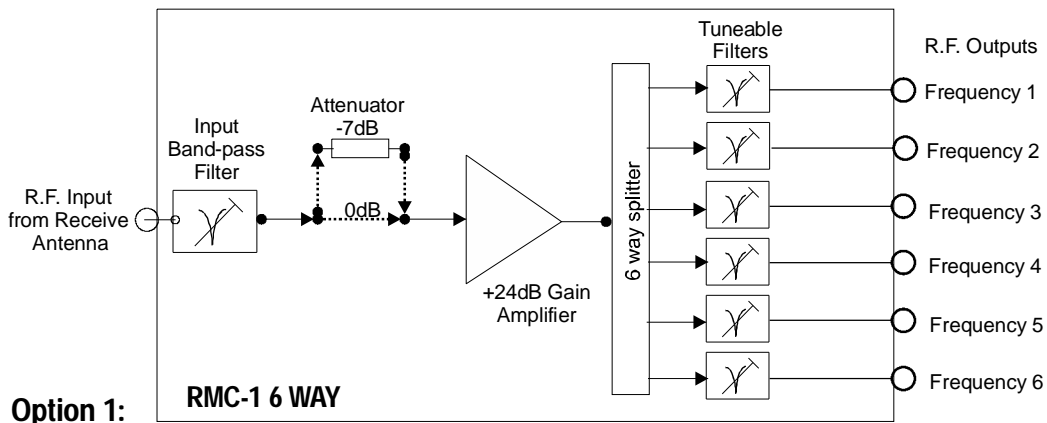 Tuneable
Filters
R.F. Outputs
Attenuator
-7dB
Input
Band-pass
Filter
0dB
R.F. Input
from Receive
Antenna
+24dB Gain
Amplifier
6 way splitter
Frequency 1
Frequency 2
Frequency 3
Frequency 4
Frequency 5
Frequency 6
Option 1:
RMC-1 6 WAY